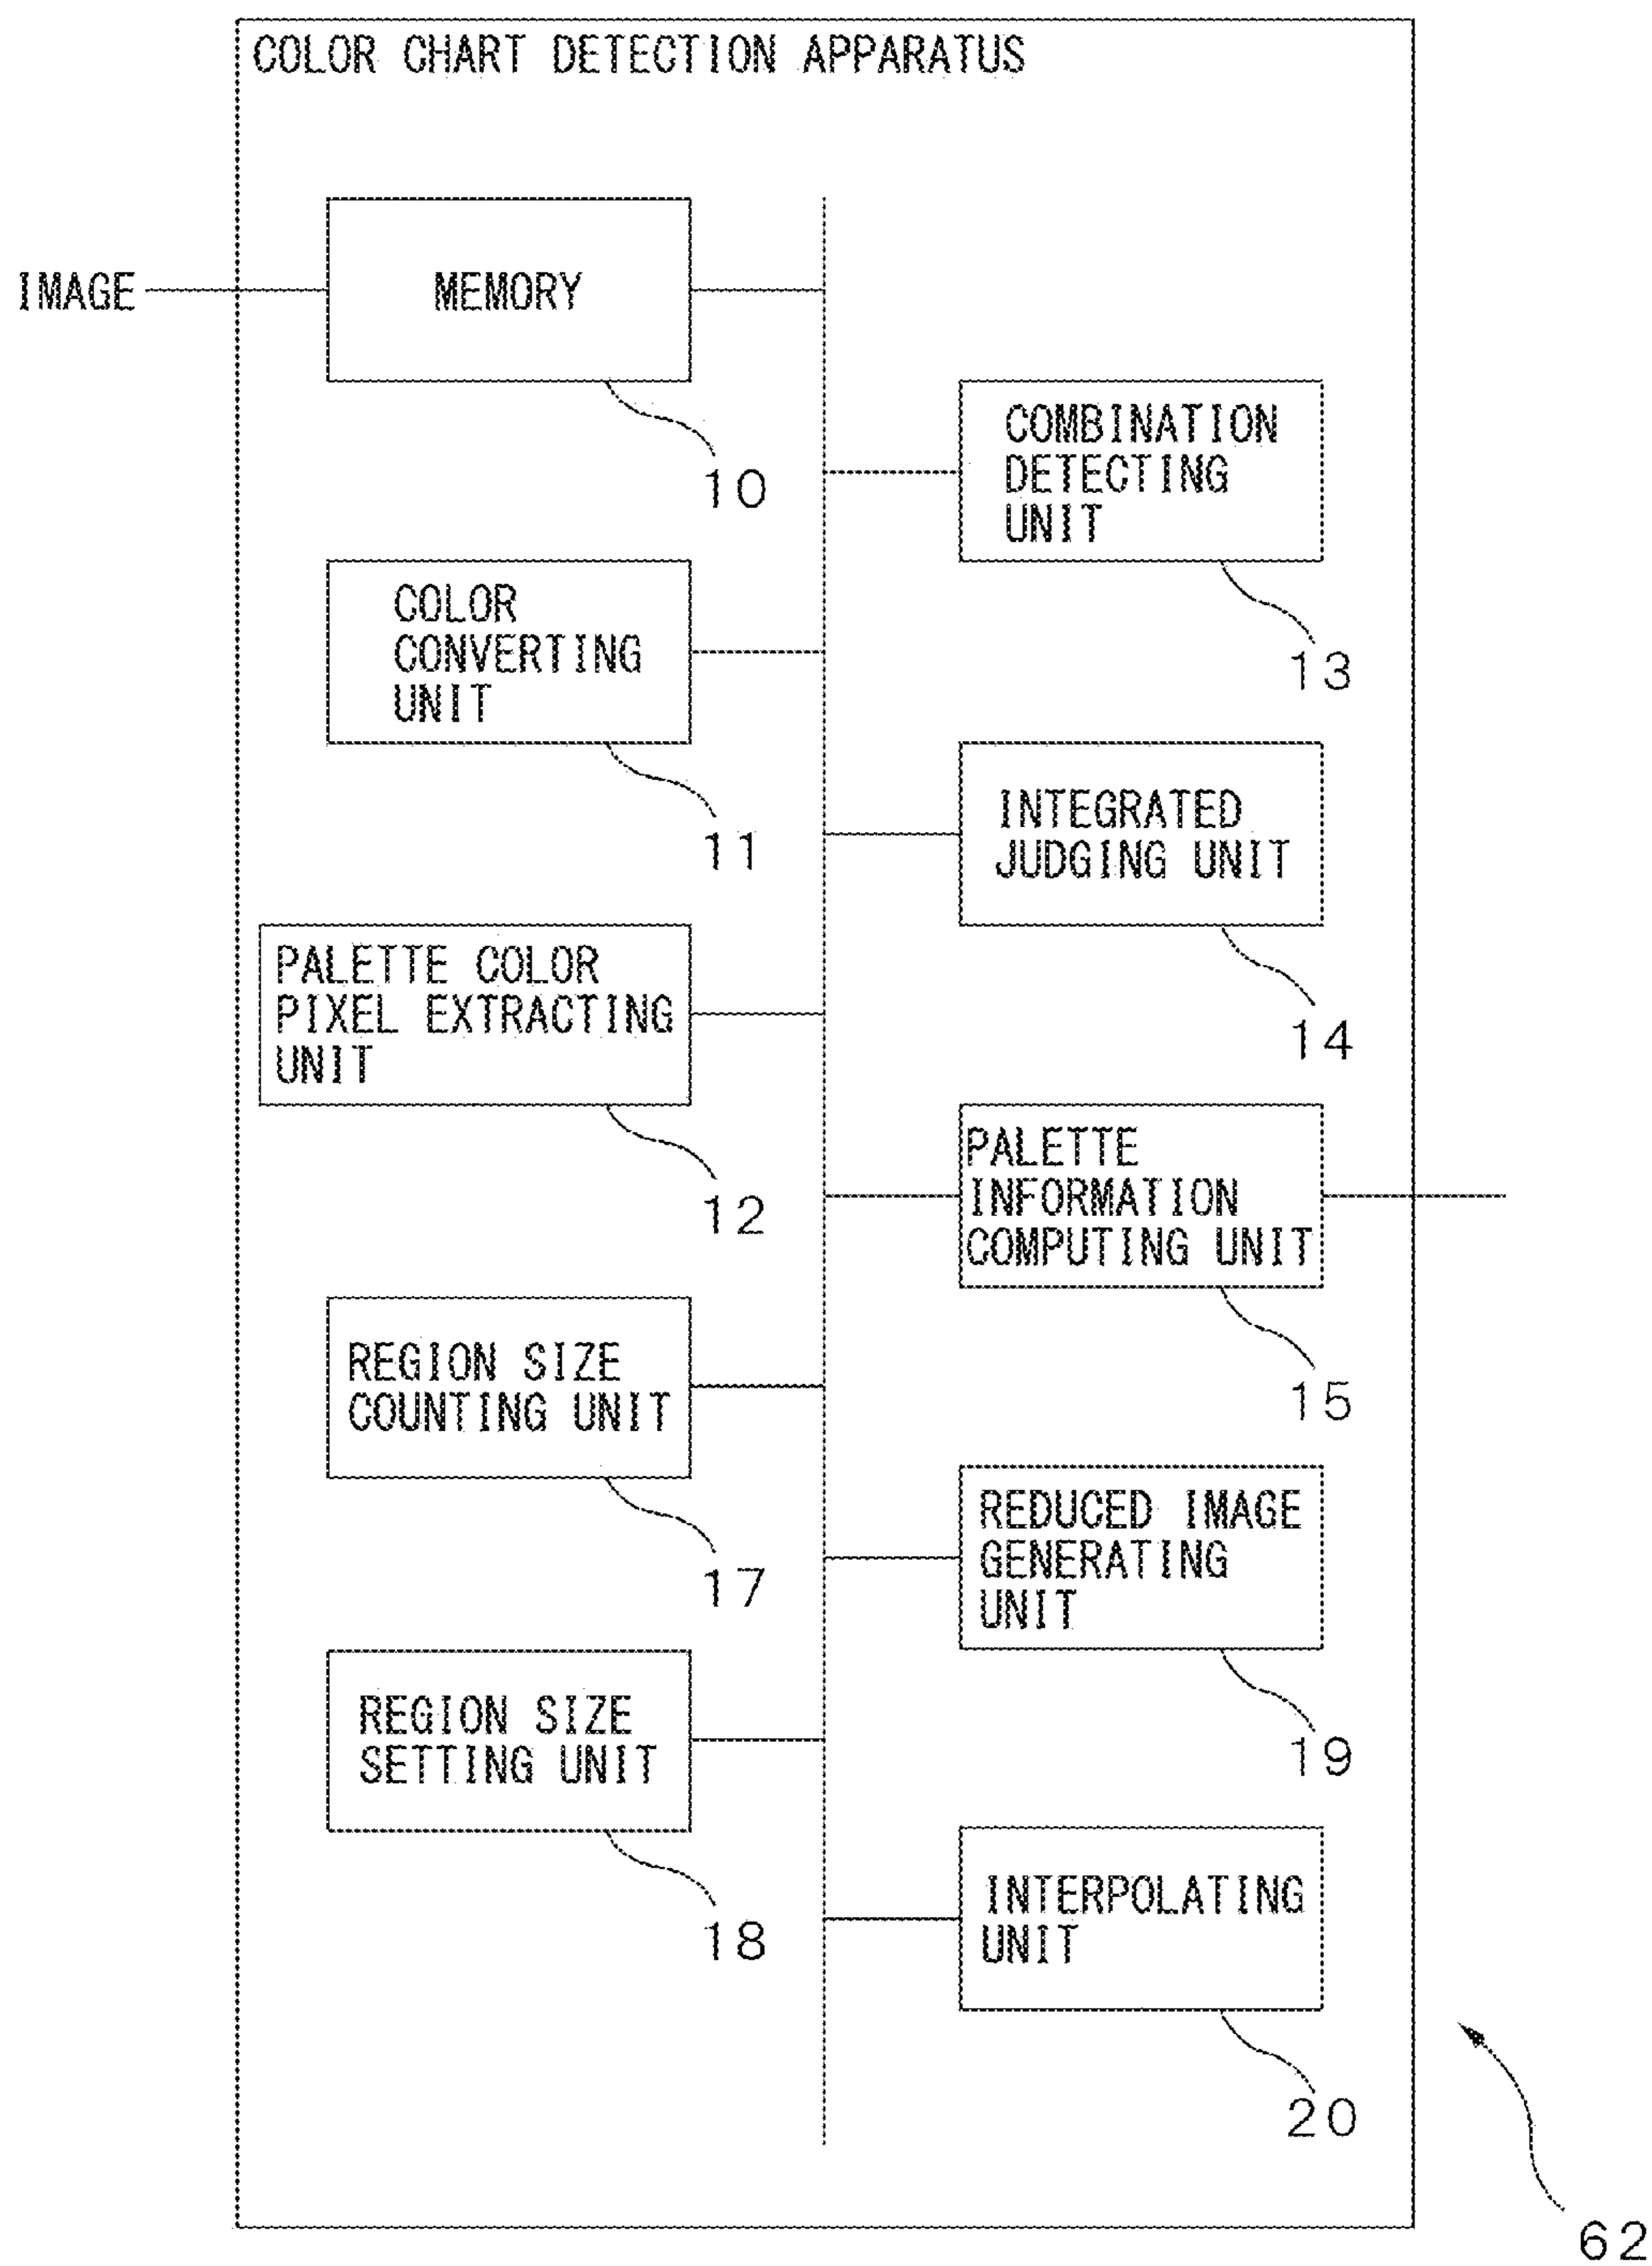 COLOR CHART DETECTION APPARATUS
IMAGE
MEMORY
10
COMBINATION
DETECTING
UNIT
13
COLOR
CONVERTING
UNIT
11
INTEGRATED
JUDGING UNIT
14
PALETTE COLOR
PIXEL EXTRACTING
UNIT
12
PALETTE
INFORMATION
COMPUTING UNIT
15
REGION SIZE
COUNTING UNIT
17
REDUCED IMAGE
GENERATING
UNIT
19
REGION SIZE
SETTING UNIT
18
INTERPOLATING
UNIT
20
62